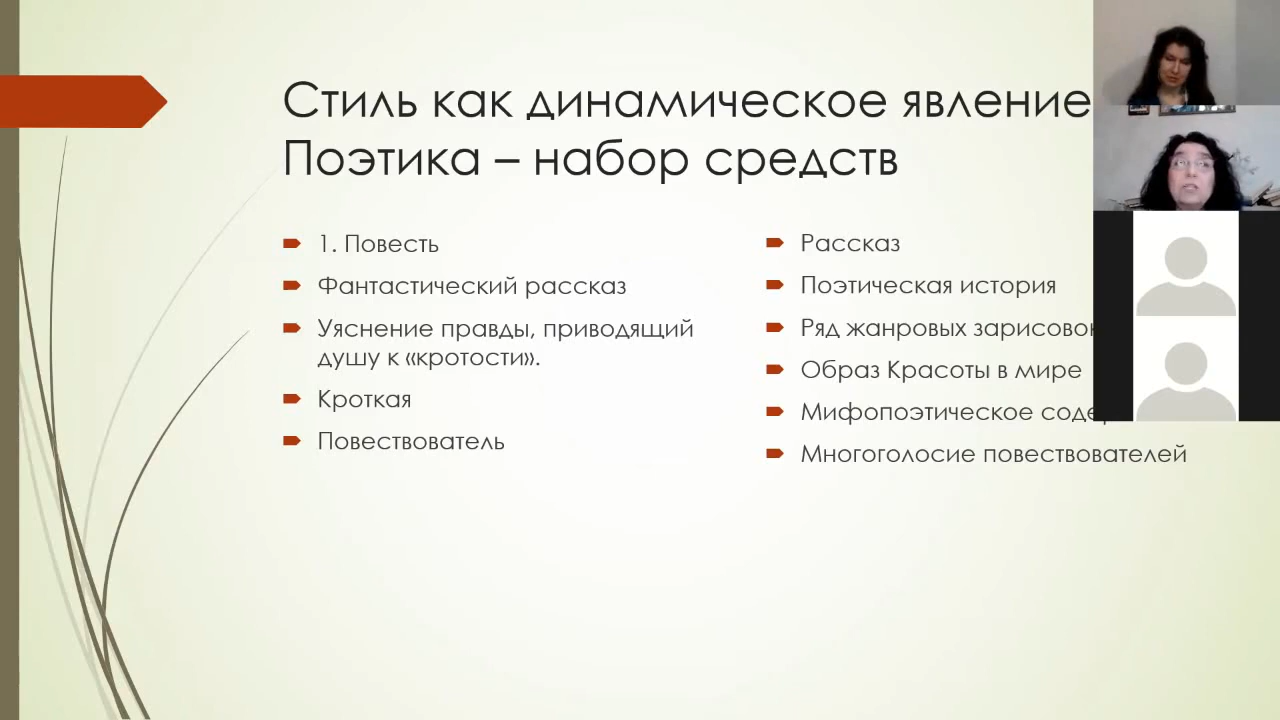 Стиль как динамическое явление
Поэтика – набор средств
1. Повесть
Фантастический рассказ
Уяснение правды, приводящий
душу к «кротости».
Кроткая
Повествователь
Рассказ
Поэтическая история
Ряд жанровых зарисовок
Образ Красоты в мире
Мифопоэтическое
Многоголосие повествователей